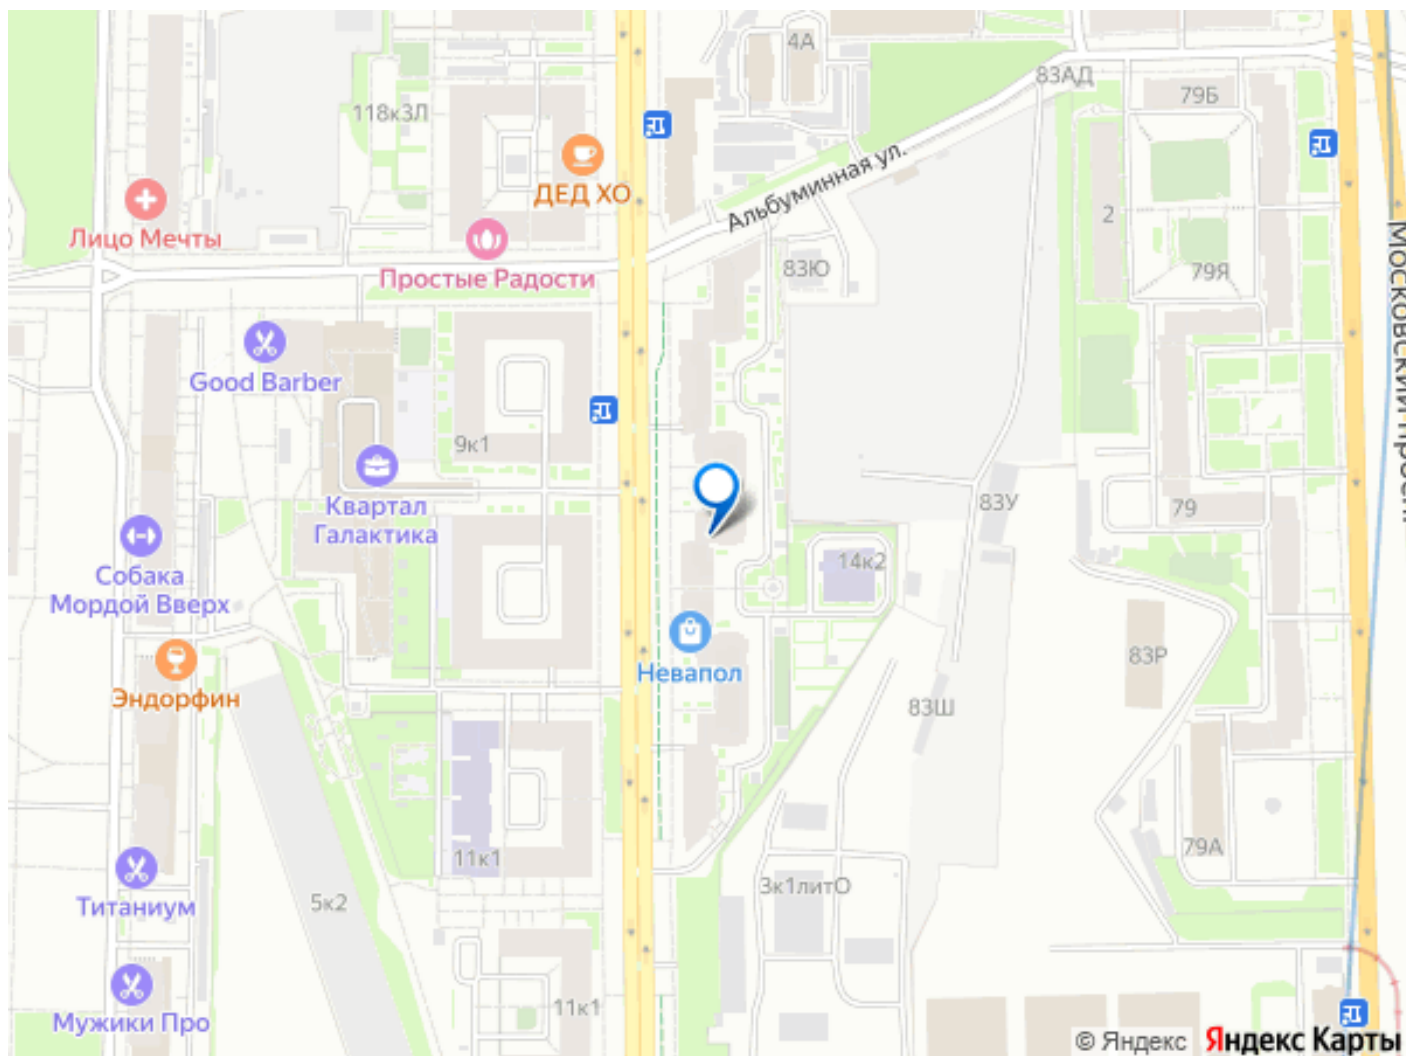 4А
83АД
79Б
118к3Л
ДЕД ХО
Альбуминная ул.
2
Лицо Мечты
Простые Радости
83Ю
79Я
Good Barber
9к1
Квартал
Галактика
83У
79
14к2
Собака
Мордой Вверх
Невапол
83Р
Эндорфин
83Ш
11к1
79А
3к1литО
Титаниум
5к2
11к1
Мужики Про
© Яндекс Яндекс Карты